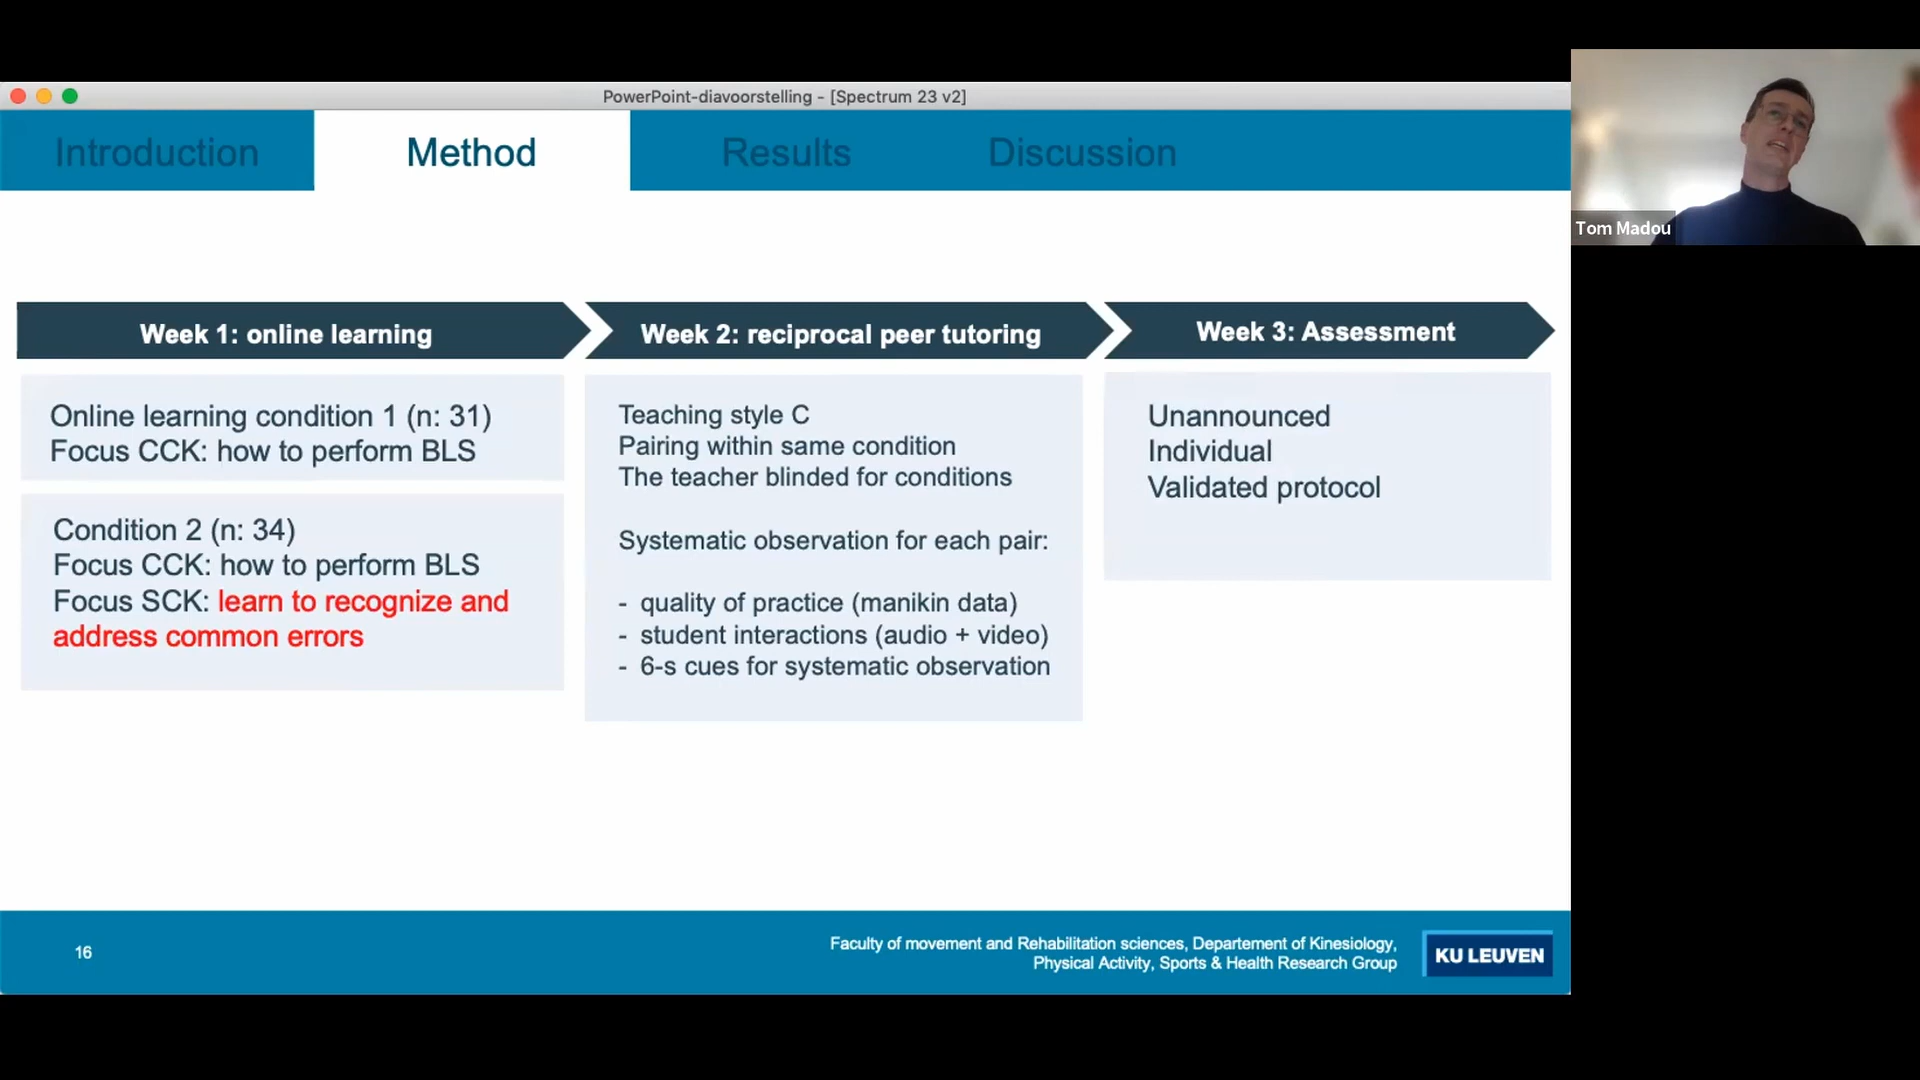 PowerPoint-diavoorstelling - [Spectrum 23 v2]
Introduction
Method
Results
Discussion
Tom Madou
Week 1: online learning
Week 2: reciprocal peer tutoring
Week 3: Assessment
Online learning condition 1 (n: 31)
Focus CCK: how to perform BLS
Condition 2 (n: 34)
Focus CCK: how to perform BLS
Focus SCK: learn to recognize and
address common errors
Teaching style C
Pairing within same condition
The teacher blinded for conditions
Systematic observation for each pair:
- quality of practice (manikin data)
- student interactions (audio + video)
- 6-s cues for systematic observation
Unannounced
Individual
Validated protocol
16
Faculty of movement and Rehabilitation sciences, Departement of Kinesiology,
Physical Activity, Sports & Health Research Group
KU LEUVEN